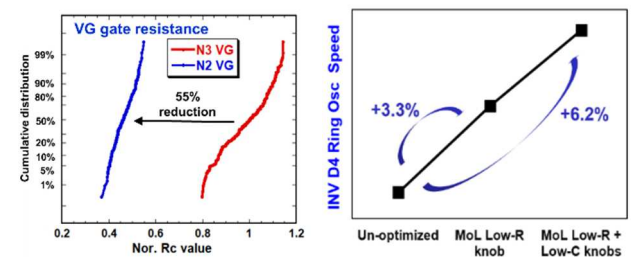 VG gate resistance
N3 VG
N2 VG
55%
reduction
Cumulative distribution
99%
90%
80%
50%
20%
10%
5%
1%
0.2
0.4
0.6
0.8
1
1.2
Nor. Rc value
INV D4 Ring Osc Speed
+3.3%
+6.2%
Un-optimized
MoL Low-R
knob
MoL Low-R +
Low-C knobs